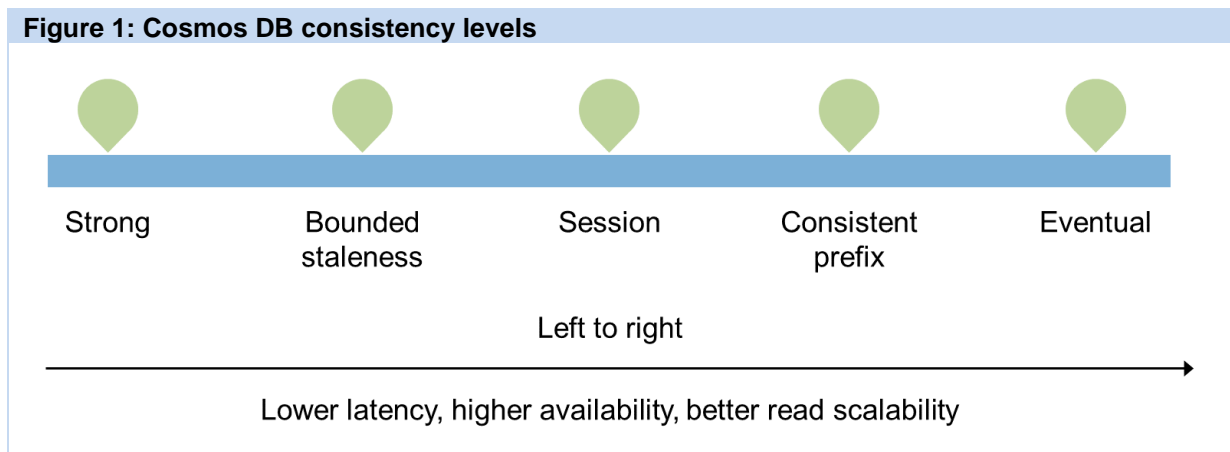 Figure 1: Cosmos DB consistency levels
Strong
Bounded
staleness
Session
Consistent
prefix
Eventual
Left to right
Lower latency, higher availability, better read scalability